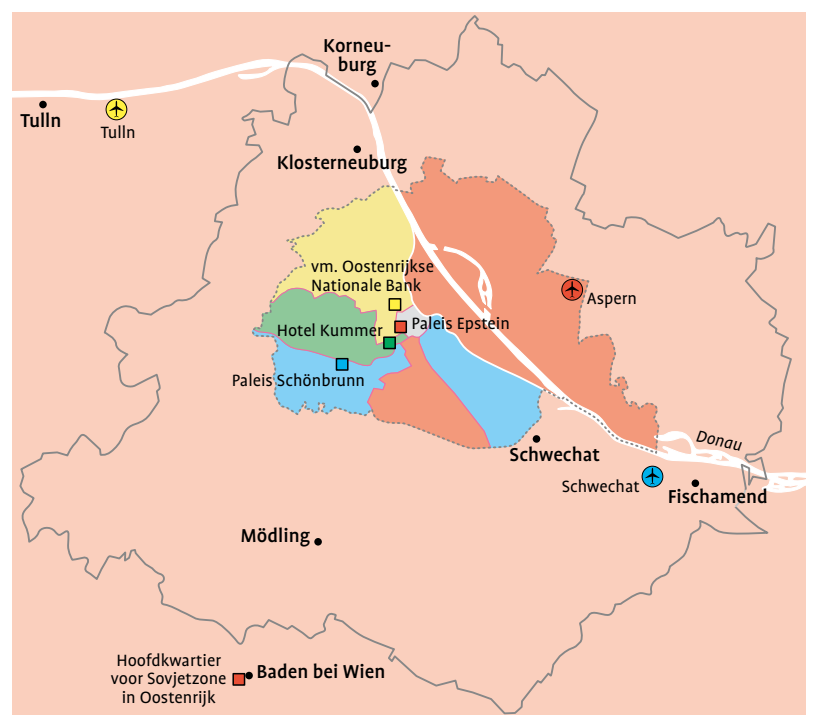 Korneu-
burg
Tulln
Tulln
Klosterneuburg
vm. Oostenrijkse
Nationale Bank
Aspern
Paleis Epstein
Hotel Kummer
Paleis Schönbrunn
Donau
Schwechat
Schwechat
Fischamend
Mödling
Hoofdkwartier
voor Sovjetzone
in Oostenrijk
Baden bei Wien